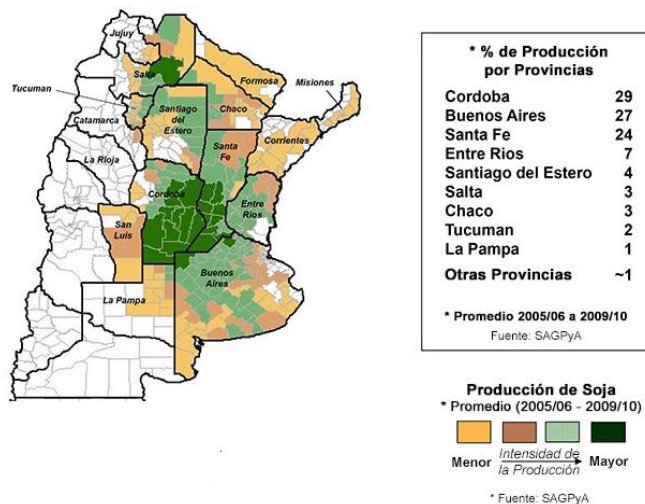 Jujuy
Salta
Formosa
Misiones
Tucuman
Catamarca
Santiago
del
Estero
Chaco
Corrientes
La Rioja
Santa
Fe
Cordoba
Entre
Rios
San
Luis
Buenos
Aires
La Pampa
* % de Producción
por Provincias
Cordoba 29
Buenos Aires 27
Santa Fe 24
Entre Rios 7
Santiago del Estero 4
Salta 3
Chaco 3
Tucuman 2
La Pampa 1
Otras Provincias ~1
* Promedio 2005/06 a 2009/10
Fuente: SAGPyA
Producción de Soja
* Promedio (2005/06 - 2009/10)
Menor Intensidad de la Producción Mayor
* Fuente: SAGPyA